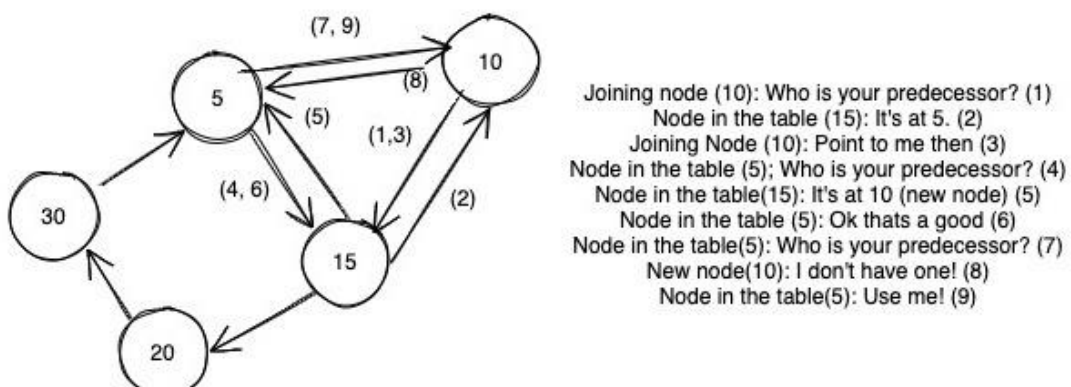 (7, 9)
10
5
(8)
(5)
(1,3)
(4, 6)
(2)
30
15
20
Joining node (10): Who is your predecessor? (1)
Node in the table (15): It's at 5. (2)
Joining Node (10): Point to me then (3)
Node in the table (5); Who is your predecessor? (4)
Node in the table(15): It's at 10 (new node) (5)
Node in the table (5): Ok thats a good (6)
Node in the table(5): Who is your predecessor? (7)
New node(10): I don't have one! (8)
Node in the table(5): Use me! (9)